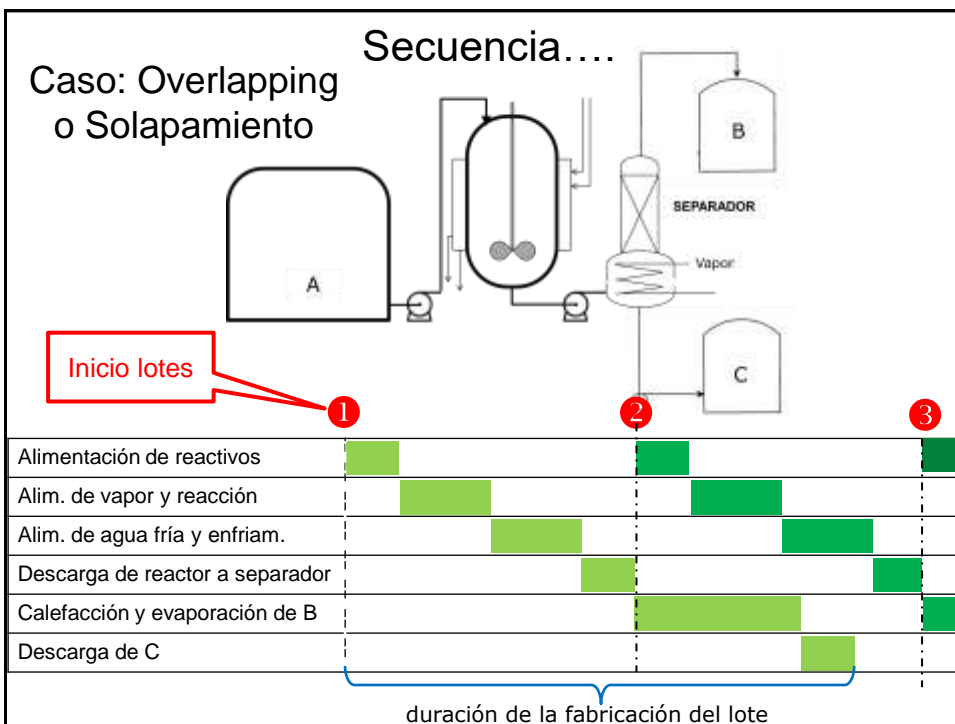 Secuencia….
Caso: Overlapping
o Solapamiento
A
B
SEPARADOR
Vapor
C
Inicio lotes
1
2
3
Alimentación de reactivos
Alim. de vapor y reacción
Alim. de agua fría y enfriam.
Descarga de reactor a separador
Calefacción y evaporación de B
Descarga de C
duración de la fabricación del lote